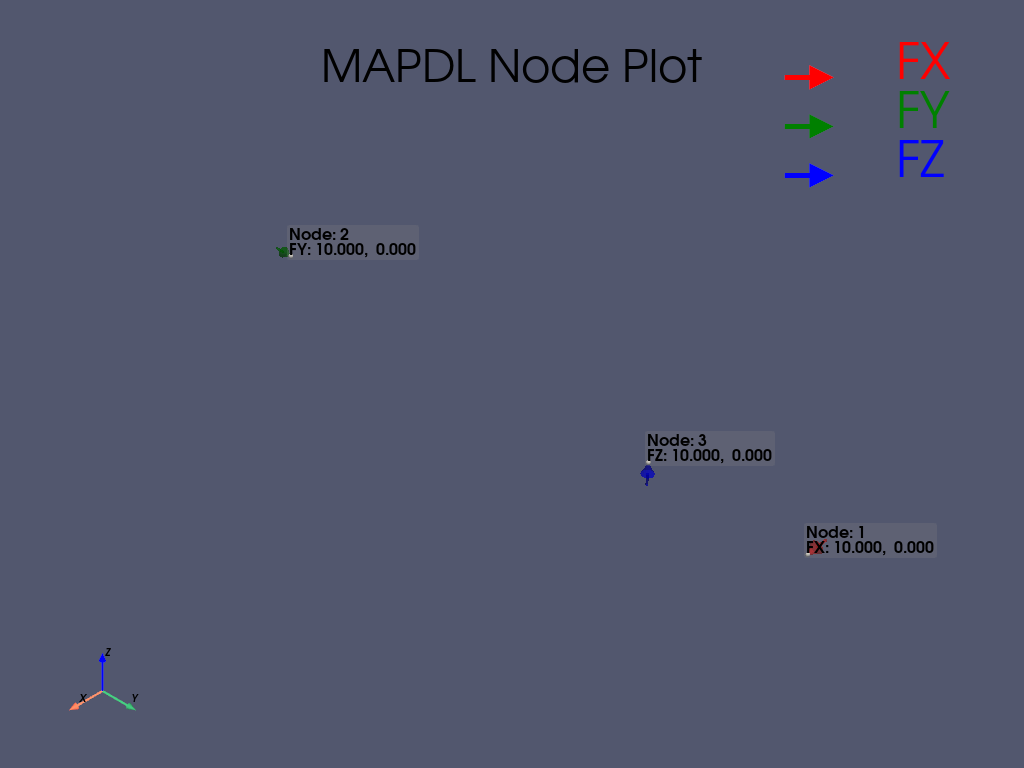 MAPDL Node Plot
FX
FY
FZ
Node: 2
FY: 10.000,  0.000
Node: 3
FZ: 10.000,  0.000
Node: 1
FX: 10.000,  0.000
Z
X
Y